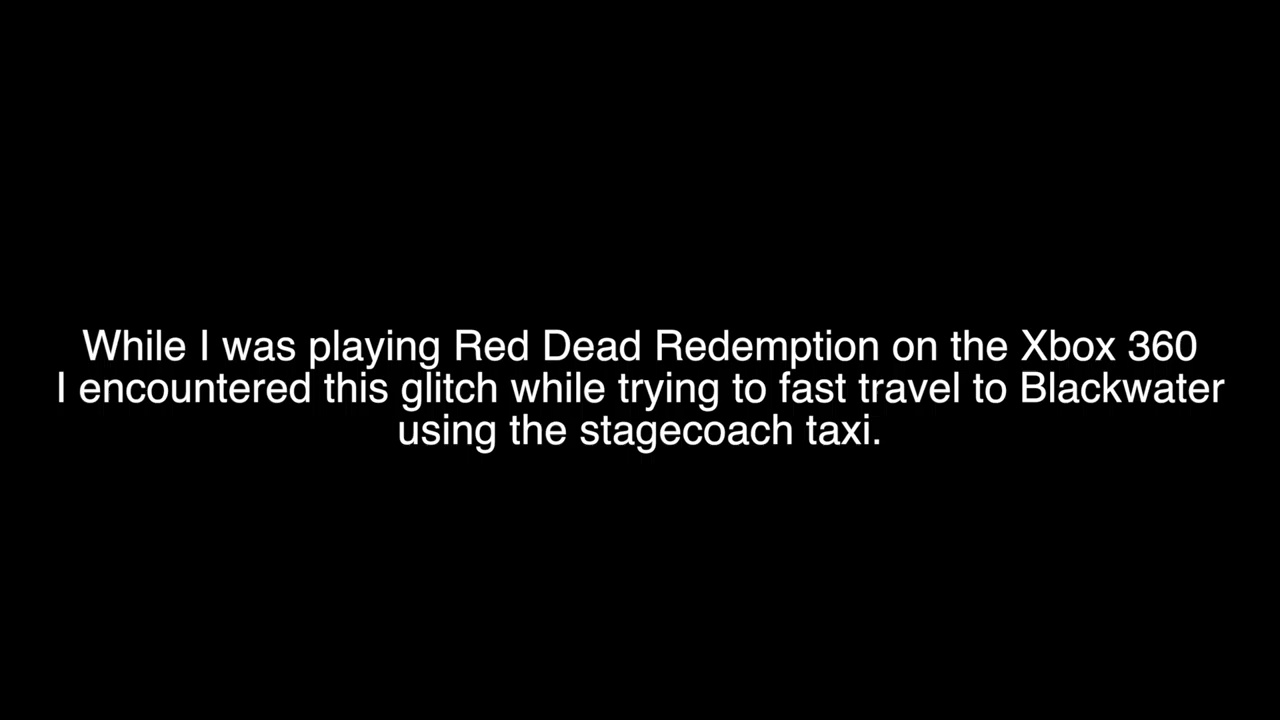 While I was playing Red Dead Redemption on the Xbox 360
I encountered this glitch while trying to fast travel to Blackwater
using the stagecoach taxi.